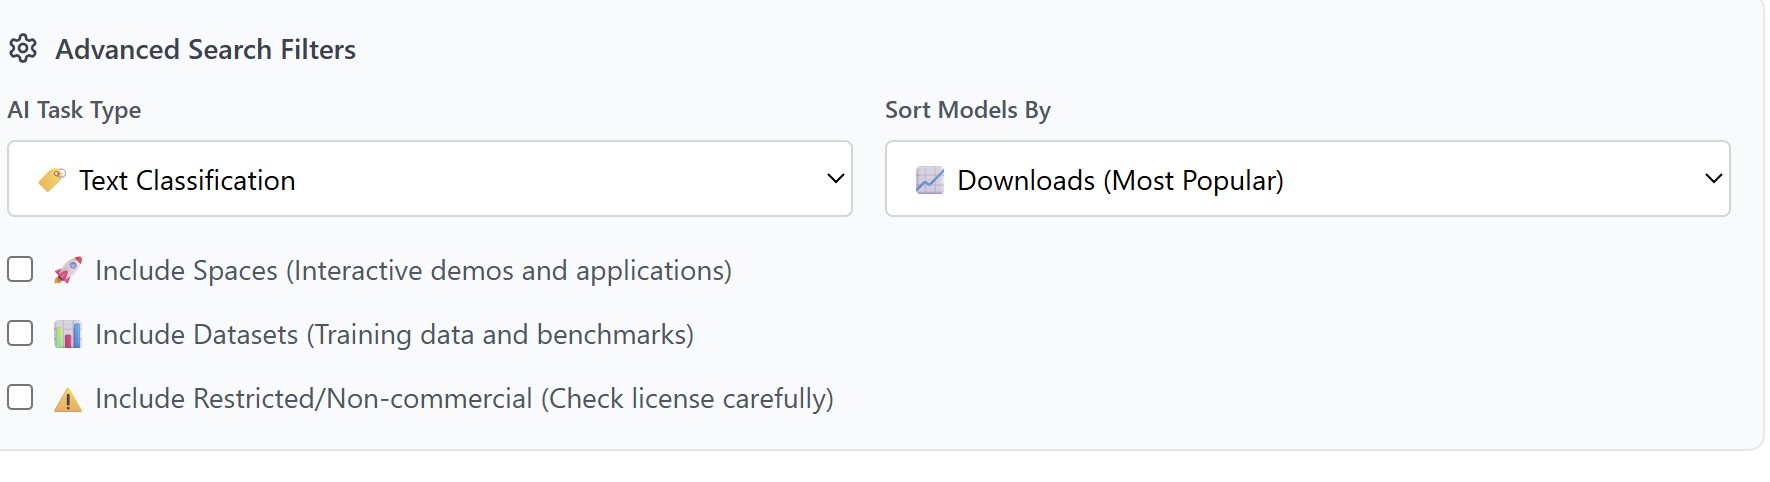 Advanced Search Filters
AI Task Type
Sort Models By
Text Classification
Downloads (Most Popular)
Include Spaces (Interactive demos and applications)
Include Datasets (Training data and benchmarks)
Include Restricted/Non-commercial (Check license carefully)